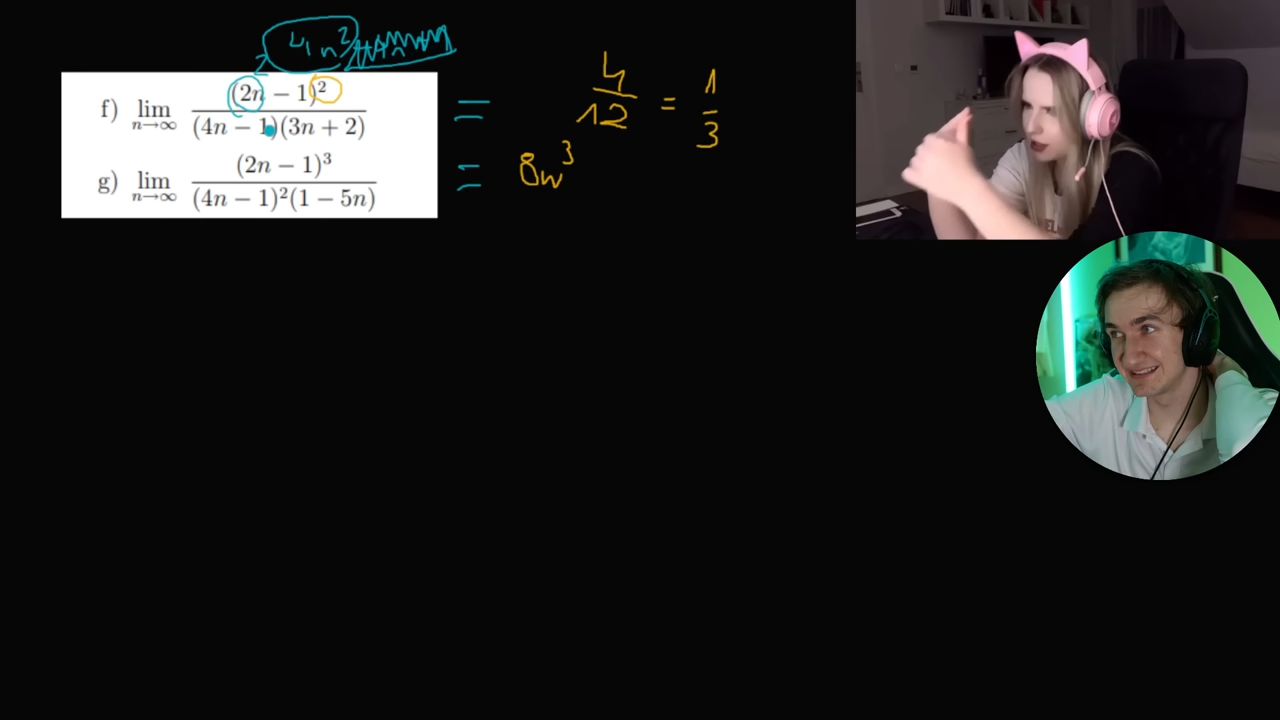 4n²
f) lim n→∞ (2n − 1)² / (4n − 1)(3n + 2) = 4/12 = 1/3
g) lim n→∞ (2n − 1)³ / (4n − 1)²(1 − 5n) = 8n³